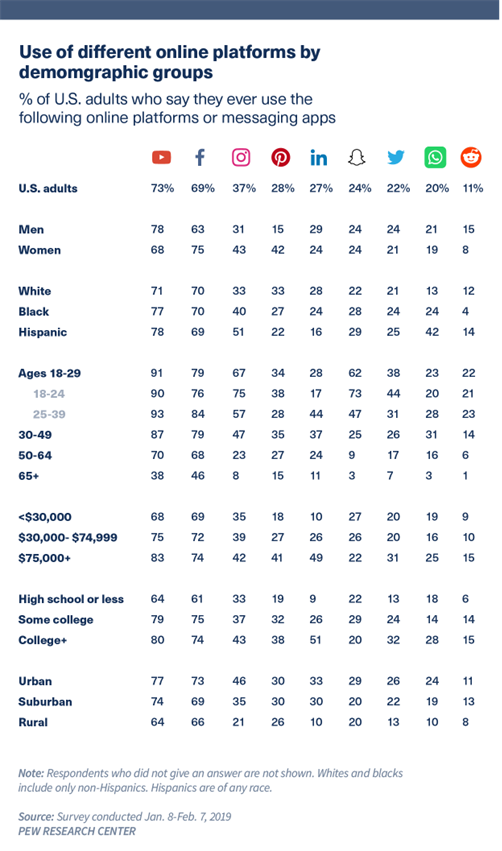 Use of different online platforms by
demomgraphic groups
% of U.S. adults who say they ever use the
following online platforms or messaging apps
U.S. adults 73% 69% 37% 28% 27% 24% 22% 20% 11%
Men 78 63 31 15 29 24 24 21 15
Women 68 75 43 42 24 24 21 19 8
White 71 70 33 33 28 22 21 13 12
Black 77 70 40 27 24 28 24 24 4
Hispanic 78 69 51 22 16 29 25 42 14
Ages 18-29 91 79 67 34 28 62 38 23 22
18-24 90 76 75 38 17 73 44 20 21
25-39 93 84 57 28 44 47 31 28 23
30-49 87 79 47 35 37 25 26 31 14
50-64 70 68 23 27 24 9 17 16 6
65+ 38 46 8 15 11 3 7 3 1
<$30,000 68 69 35 18 10 27 20 19 9
$30,000- $74,999 75 72 39 27 26 26 20 16 10
$75,000+ 83 74 42 41 49 22 31 25 15
High school or less 64 61 33 19 9 22 13 18 6
Some college 79 75 37 32 26 29 24 14 14
College+ 80 74 43 38 51 20 32 28 15
Urban 77 73 46 30 33 29 26 24 11
Suburban 74 69 35 30 30 20 22 19 13
Rural 64 66 21 26 10 20 13 10 8
Note: Respondents who did not give an answer are not shown. Whites and blacks
include only non-Hispanics. Hispanics are of any race.
Source: Survey conducted Jan. 8-Feb. 7, 2019
PEW RESEARCH CENTER